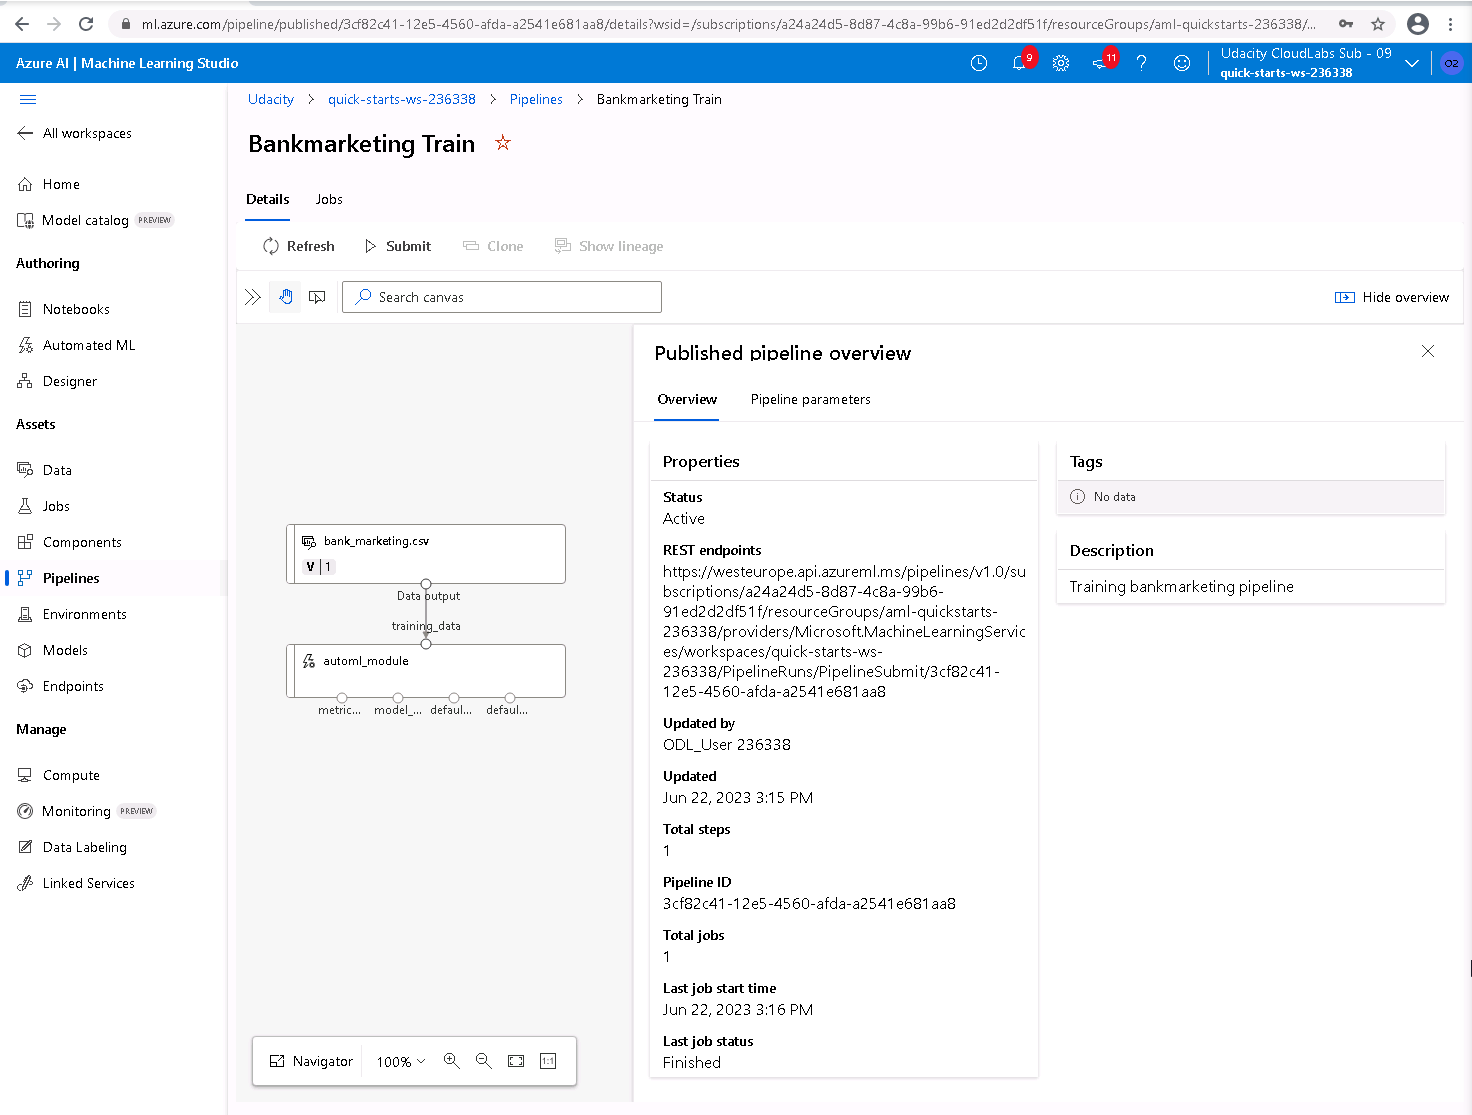 ml.azure.com/pipeline/published/3cf82c41-12e5-4560-afda-a2541e681aa8/details?wsid=/subscriptions/a24a24d5-8d87-4c8a-99b6-91ed2d2df51f/resourceGroups/aml-quickstarts-236338/...
Azure AI | Machine Learning Studio
9
11
Udacity CloudLabs Sub - 09
quick-starts-ws-236338
O2
Udacity > quick-starts-ws-236338 > Pipelines > Bankmarketing Train
All workspaces
Home
Model catalog PREVIEW
Authoring
Notebooks
Automated ML
Designer
Assets
Data
Jobs
Components
Pipelines
Environments
Models
Endpoints
Manage
Compute
Monitoring PREVIEW
Data Labeling
Linked Services
Bankmarketing Train
Details Jobs
Refresh Submit Clone Show lineage
Search canvas
Hide overview
bank_marketing.csv
V | 1
Data output
training_data
automl_module
metric... model_... defaul... defaul...
Navigator 100% 1:1
Published pipeline overview
Overview Pipeline parameters
Properties
Status
Active
REST endpoints
https://westeurope.api.azureml.ms/pipelines/v1.0/su
bscriptions/a24a24d5-8d87-4c8a-99b6-
91ed2d2df51f/resourceGroups/aml-quickstarts-
236338/providers/Microsoft.MachineLearningServic
es/workspaces/quick-starts-ws-
236338/PipelineRuns/PipelineSubmit/3cf82c41-
12e5-4560-afda-a2541e681aa8
Updated by
ODL_User 236338
Updated
Jun 22, 2023 3:15 PM
Total steps
1
Pipeline ID
3cf82c41-12e5-4560-afda-a2541e681aa8
Total jobs
1
Last job start time
Jun 22, 2023 3:16 PM
Last job status
Finished
Tags
No data
Description
Training bankmarketing pipeline